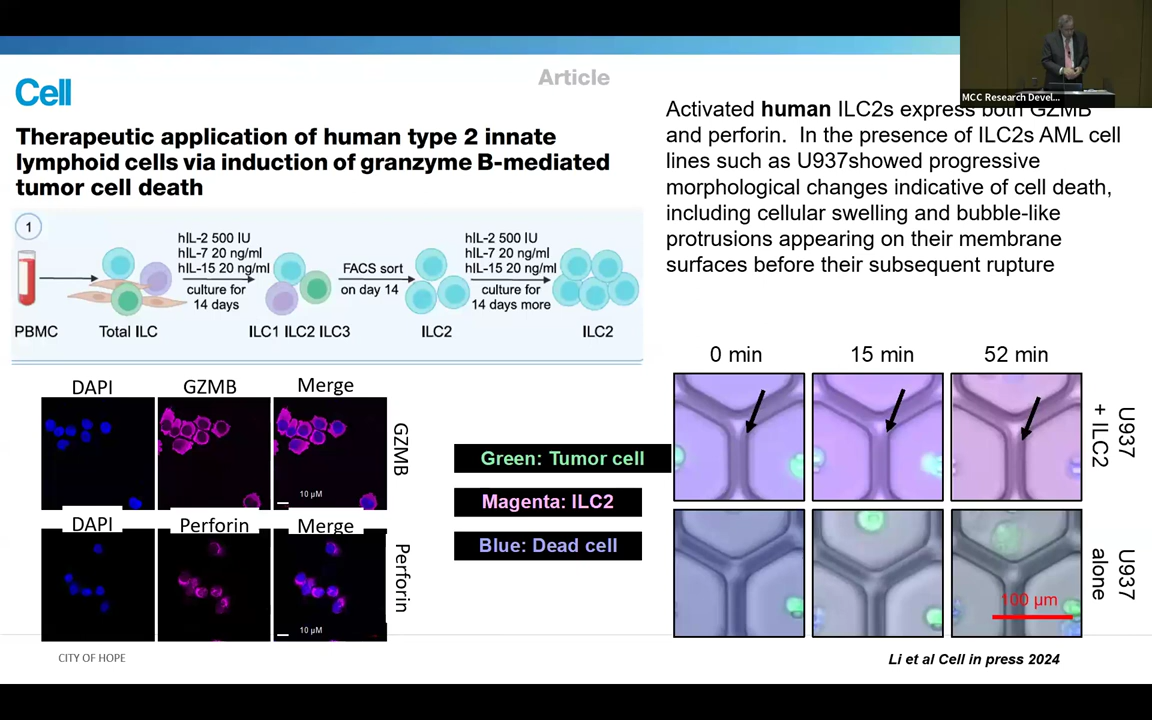 MCC Research Devel...
Cell
Article
Therapeutic application of human type 2 innate
lymphoid cells via induction of granzyme B-mediated
tumor cell death
Activated human ILC2s express both GZMB
and perforin. In the presence of ILC2s AML cell
lines such as U937showed progressive
morphological changes indicative of cell death,
including cellular swelling and bubble-like
protrusions appearing on their membrane
surfaces before their subsequent rupture
1
hIL-2 500 IU
hIL-7 20 ng/ml
hIL-15 20 ng/ml
culture for
14 days
FACS sort
on day 14
hIL-2 500 IU
hIL-7 20 ng/ml
hIL-15 20 ng/ml
culture for
14 days more
PBMC
Total ILC
ILC1 ILC2 ILC3
ILC2
ILC2
DAPI
GZMB
Merge
10 µM
GZMB
DAPI
Perforin
Merge
10 µM
Perforin
Green: Tumor cell
Magenta: ILC2
Blue: Dead cell
0 min
15 min
52 min
U937
+ ILC2
U937
alone
100 µm
CITY OF HOPE
Li et al Cell in press 2024